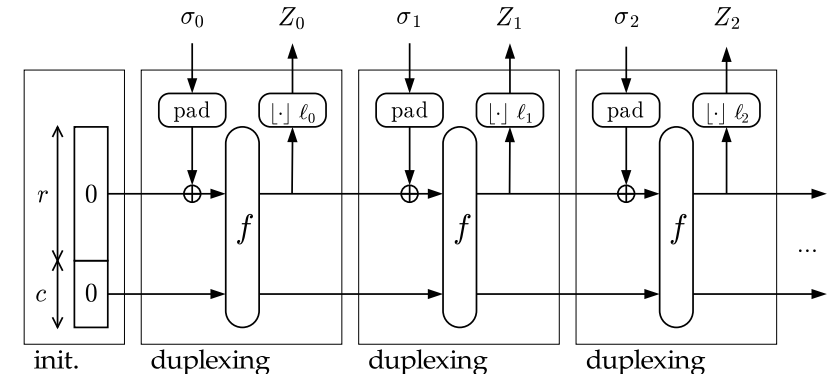 σ₀ Z₀ σ₁ Z₁ σ₂ Z₂
pad ⌊·⌋ ℓ₀ pad ⌊·⌋ ℓ₁ pad ⌊·⌋ ℓ₂
r 0
f f f
...
c 0
init. duplexing duplexing duplexing